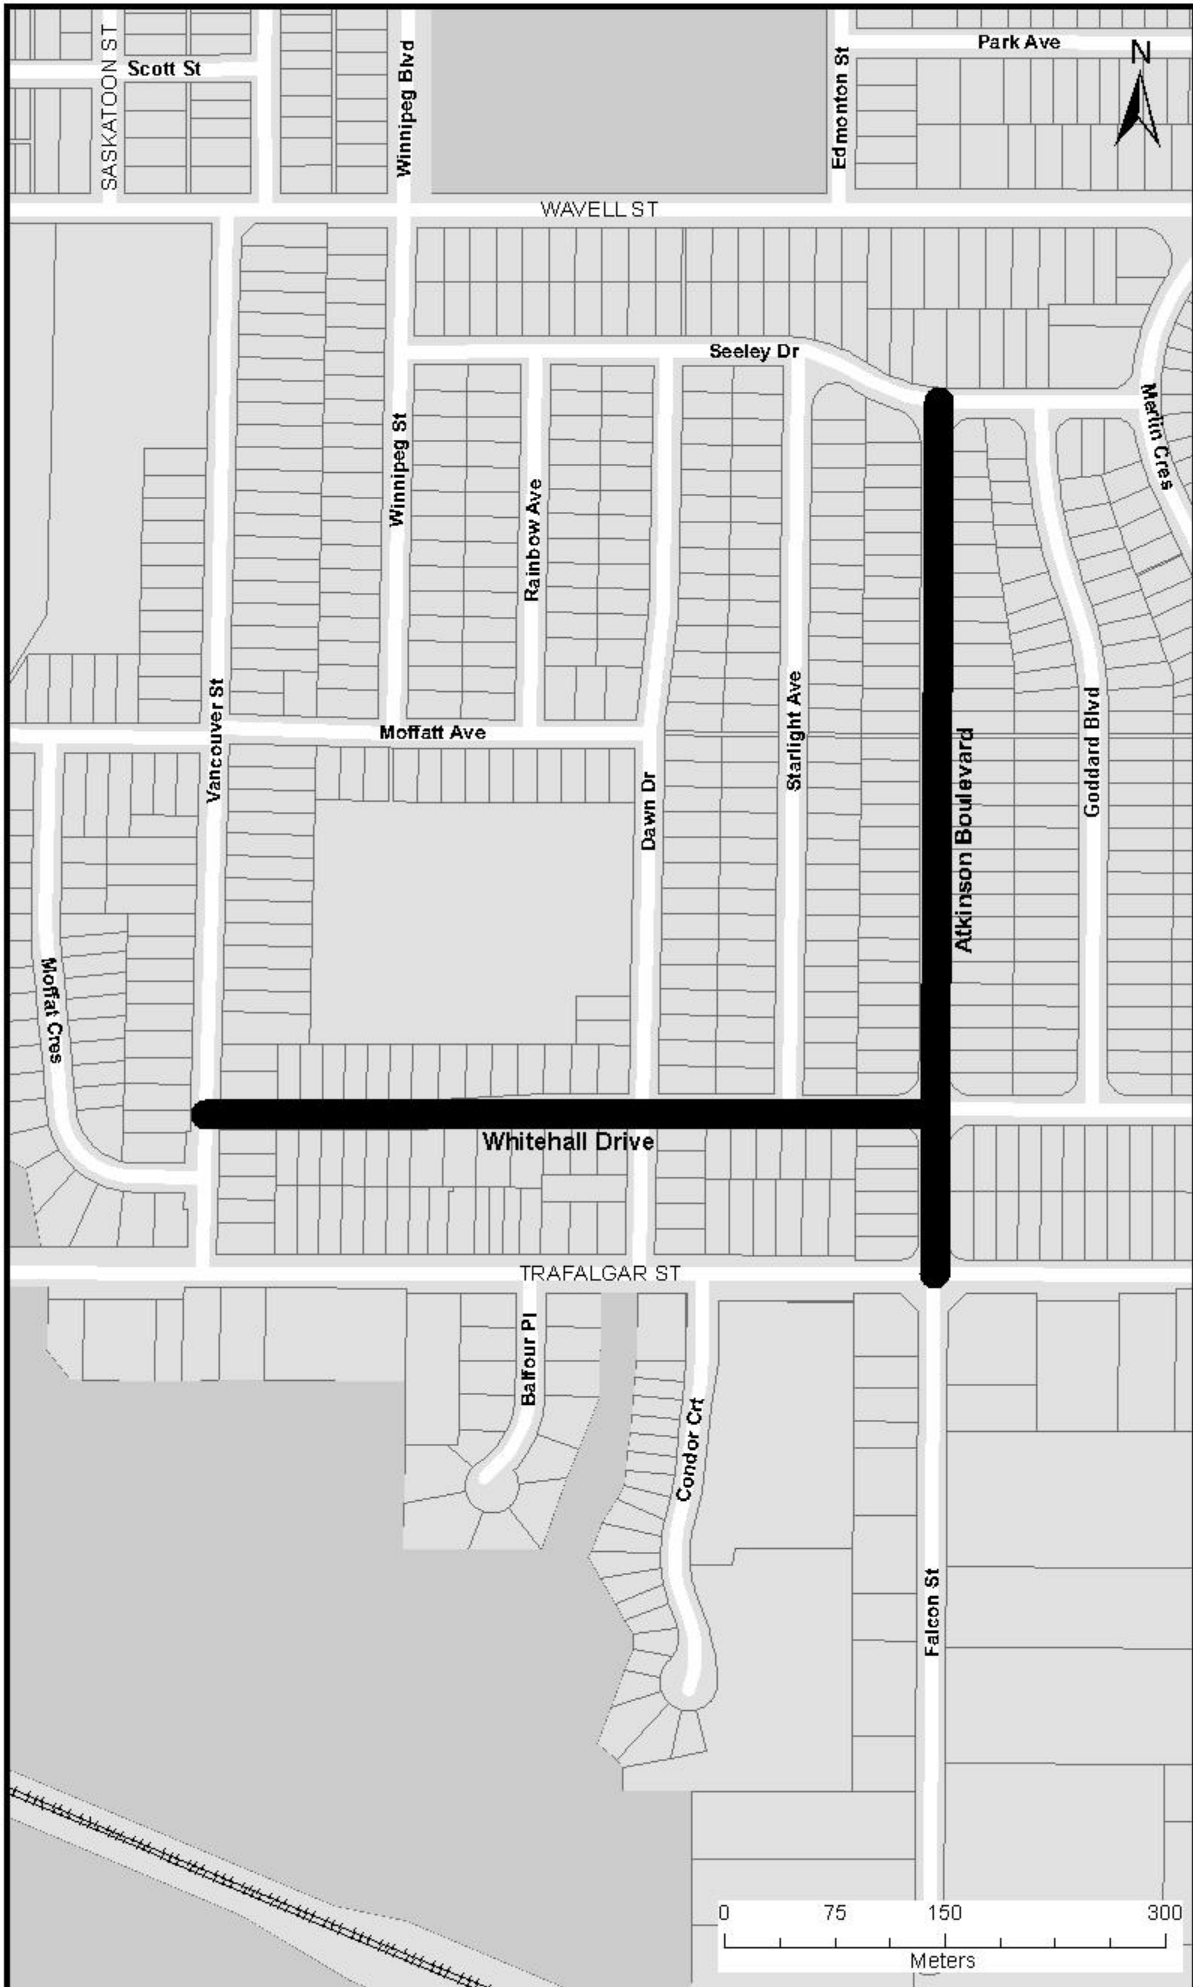 SASKATOON ST
Scott St
Winnipeg Blvd
Edmonton St
Park Ave
N
WAVELL ST
Seeley Dr
Merlin Cres
Winnipeg St
Rainbow Ave
Vancouver St
Moffatt Ave
Starlight Ave
Dawn Dr
Atkinson Boulevard
Goddard Blvd
Moffat Cres
Whitehall Drive
TRAFALGAR ST
Balfour Pl
Condor Crt
Falcon St
0 75 150 300
Meters